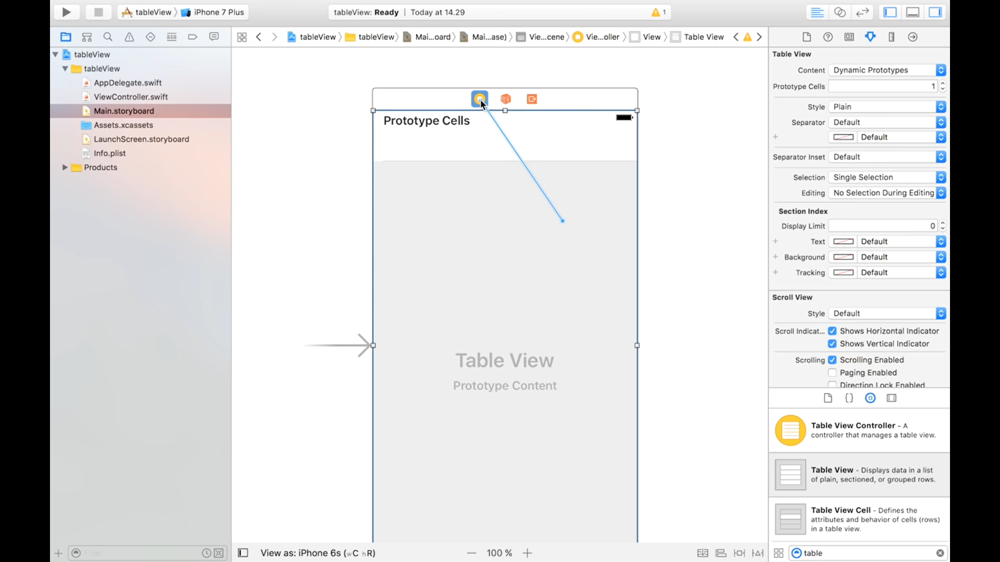 tableView iPhone 7 Plus
tableView: Ready | Today at 14.29
1
tableView
tableView
AppDelegate.swift
ViewController.swift
Main.storyboard
Assets.xcassets
LaunchScreen.storyboard
Info.plist
Products
Filter
tableView tableView Mai...oard Mai...ase) Vie...cene Vie...oller View Table View
Prototype Cells
Table View
Prototype Content
View as: iPhone 6s (wC hR)
100 %
Table View
Content Dynamic Prototypes
Prototype Cells 1
Style Plain
Separator Default
Default
Separator Inset Default
Selection Single Selection
Editing No Selection During Editing
Section Index
Display Limit 0
Text Default
Background Default
Tracking Default
Scroll View
Style Default
Scroll Indicat... Shows Horizontal Indicator
Shows Vertical Indicator
Scrolling Scrolling Enabled
Paging Enabled
Direction Lock Enabled
Table View Controller - A
controller that manages a table view.
Table View - Displays data in a list
of plain, sectioned, or grouped rows.
Table View Cell - Defines the
attributes and behavior of cells (rows)
in a table view.
table